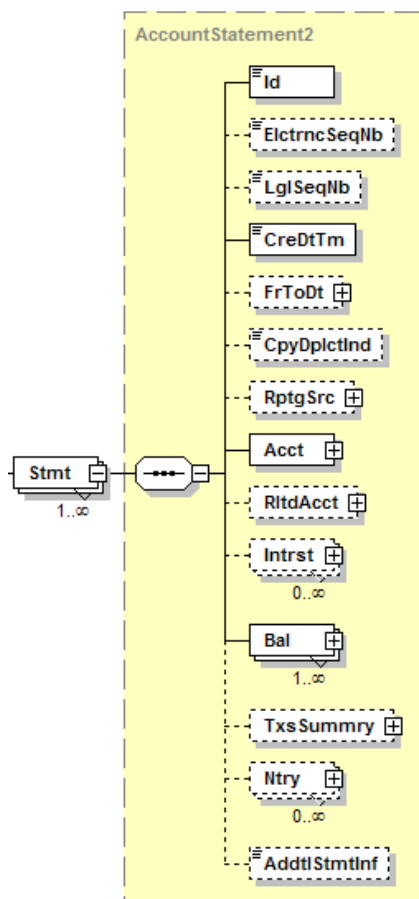 AccountStatement2
Id
ElctrncSeqNb
LglSeqNb
CreDtTm
FrToDt
CpyDplctInd
RptgSrc
Stmt
1..∞
Acct
RltdAcct
Intrst
0..∞
Bal
1..∞
TxsSummry
Ntry
0..∞
AddtlStmtInf